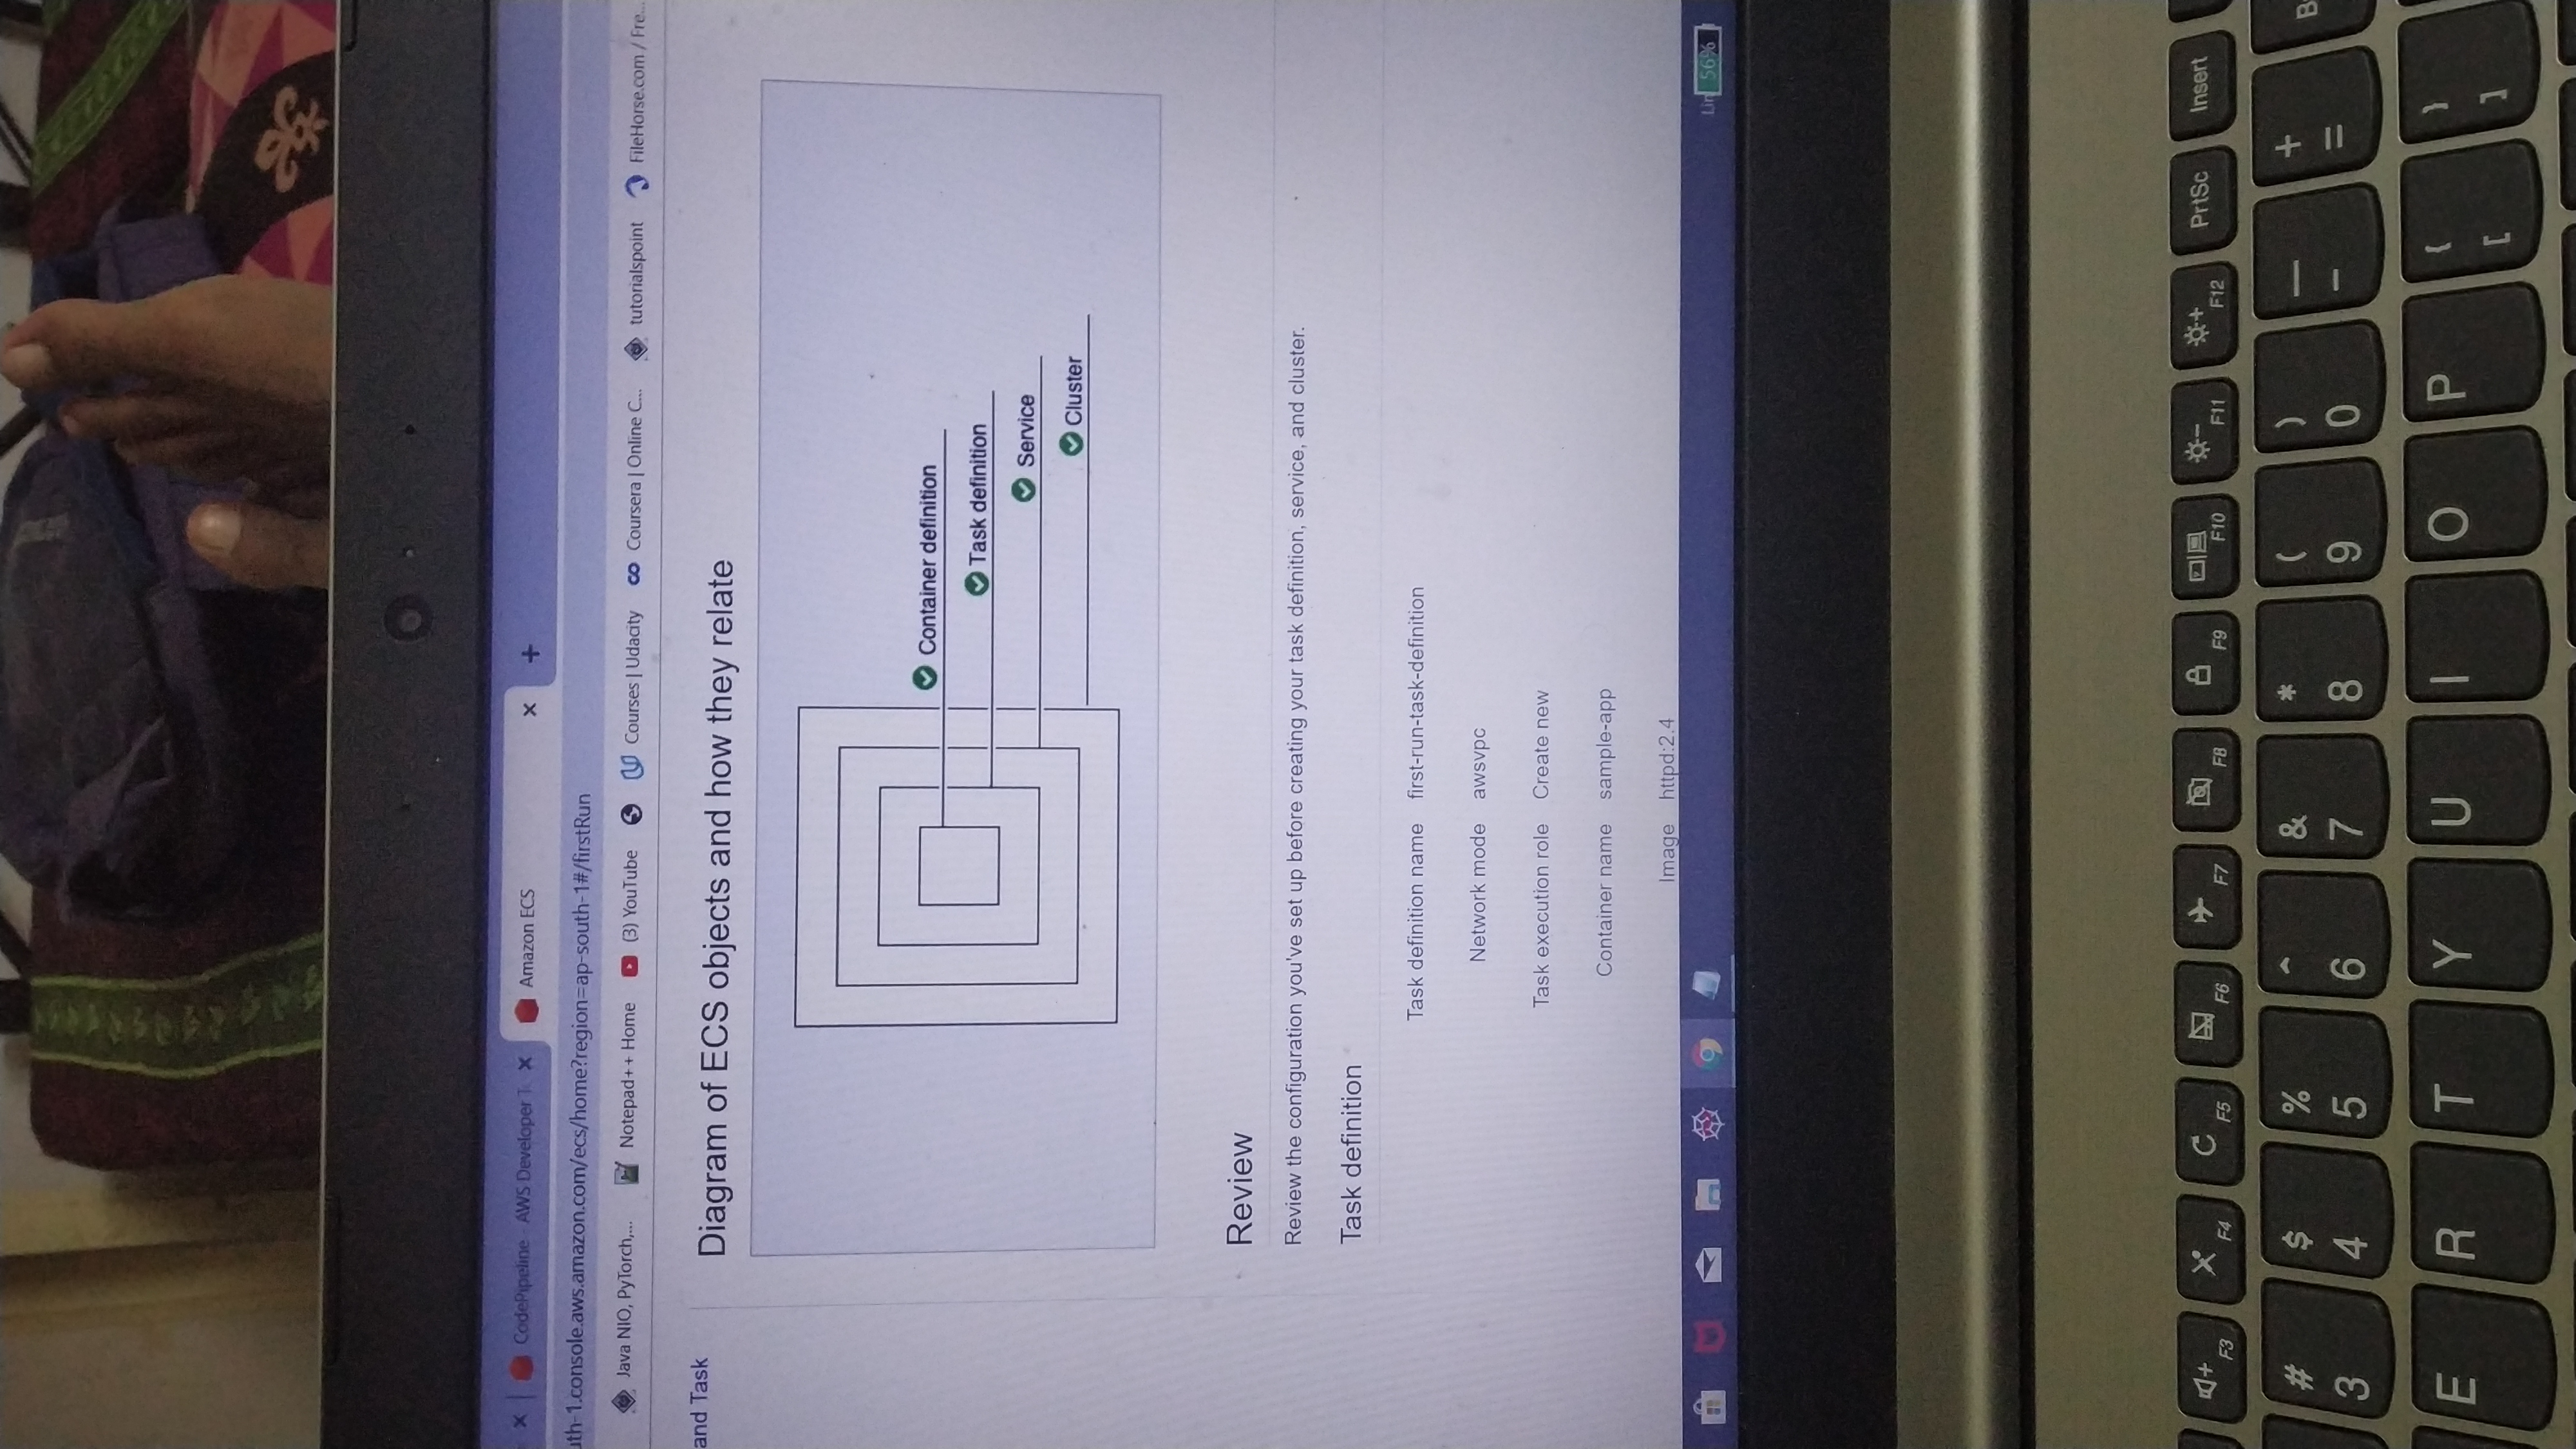 CodePipeline - AWS Developer T
Amazon ECS
uth-1.console.aws.amazon.com/ecs/home?region=ap-south-1#/firstRun
Java NIO, PyTorch,... Notepad++ Home (3) YouTube Courses | Udacity Coursera | Online C... tutorialspoint FileHorse.com / Fre...
and Task
Diagram of ECS objects and how they relate
Container definition
Task definition
Service
Cluster
Review
Review the configuration you've set up before creating your task definition, service, and cluster.
Task definition
Task definition name first-run-task-definition
Network mode awsvpc
Task execution role Create new
Container name sample-app
Image httpd:2.4
Lin 56%
F3 F4 F5 F6 F7 F8 F9 F10 F11 F12 PrtSc Insert
# $ % ^ & * ( ) — +
3 4 5 6 7 8 9 0 - = B
E R T Y U I O P { }
[ ]